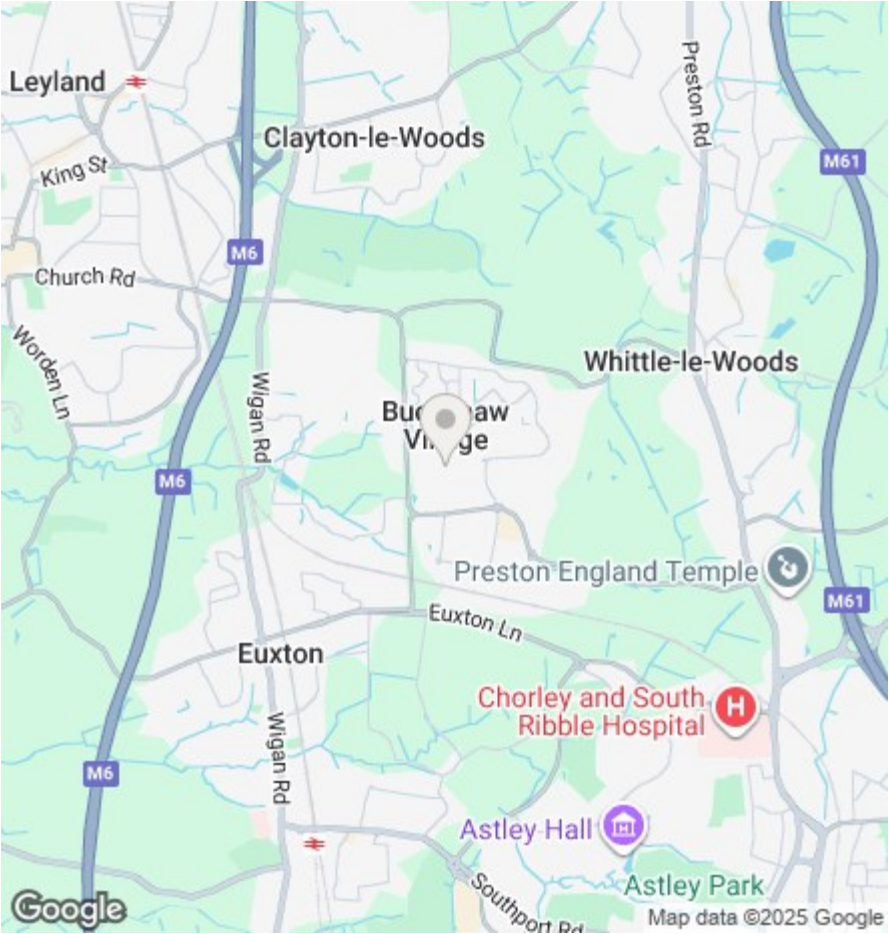 Leyland
Preston Rd
Clayton-le-Woods
M61
King St
M6
Church Rd
Worden Ln
Whittle-le-Woods
Wigan Rd
M6
Preston England Temple
M61
Euxton Ln
Euxton
Chorley and South
Ribble Hospital
H
Wigan Rd
M6
Astley Hall
Astley Park
Southport Rd
Google
Map data ©2025 Google